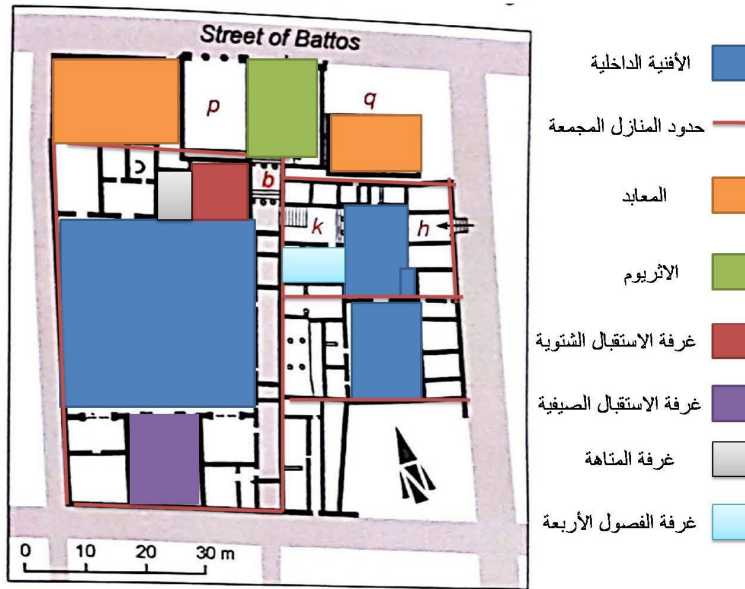 Street of Battos
p
q
b
k
h
0 10 20 30 m
الأفنية الداخلية
حدود المنازل المجمعة
المعابد
الاثريوم
غرفة الاستقبال الشتوية
غرفة الاستقبال الصيفية
غرفة المتاهة
غرفة الفصول الأربعة